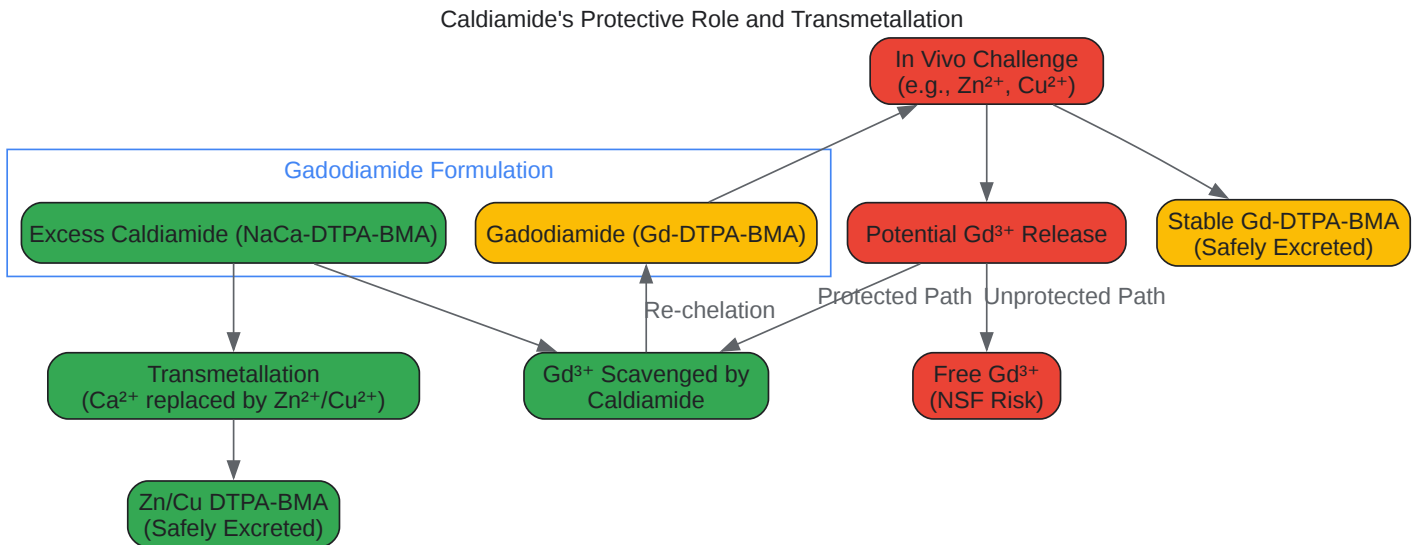 Caldiamide's Protective Role and Transmetallation
In Vivo Challenge
(e.g., Zn²⁺, Cu²⁺)
Gadodiamide Formulation
Excess Caldiamide (NaCa-DTPA-BMA)
Gadodiamide (Gd-DTPA-BMA)
Potential Gd³⁺ Release
Stable Gd-DTPA-BMA
(Safely Excreted)
Re-chelation
Protected Path
Unprotected Path
Transmetallation
(Ca²⁺ replaced by Zn²⁺/Cu²⁺)
Gd³⁺ Scavenged by
Caldiamide
Free Gd³⁺
(NSF Risk)
Zn/Cu DTPA-BMA
(Safely Excreted)